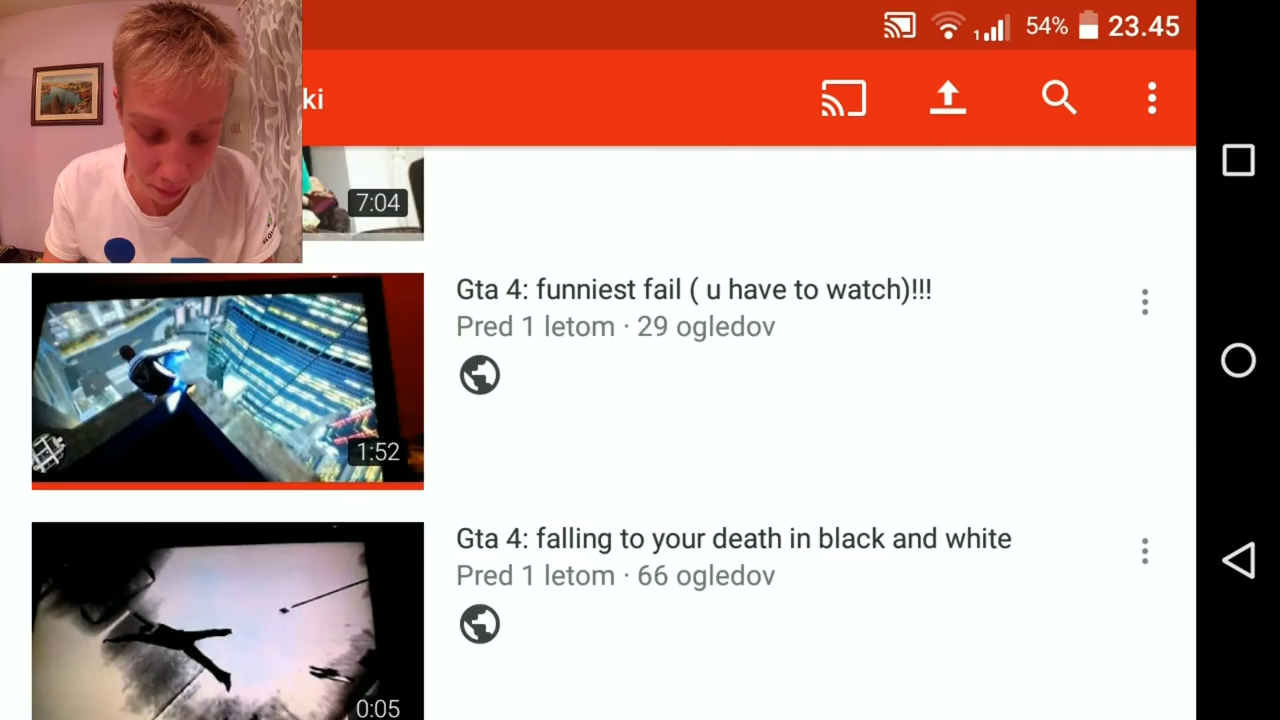 1 54% 23.45
ki
7:04
Gta 4: funniest fail ( u have to watch)!!!
Pred 1 letom · 29 ogledov
1:52
Gta 4: falling to your death in black and white
Pred 1 letom · 66 ogledov
0:05